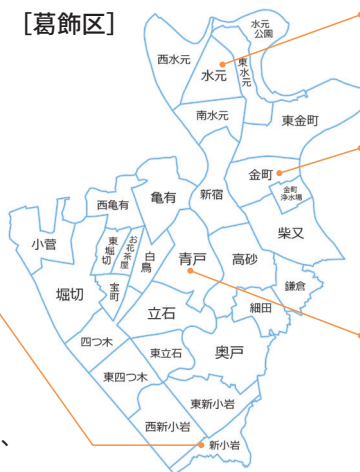 [葛飾区]
水元
公園
西水元
水元
東水元
南水元
東金町
金町
金町
浄水場
新宿
亀有
西亀有
柴又
小菅
東堀切
お花茶屋
白鳥
青戸
高砂
鎌倉
堀切
宝町
細田
立石
四つ木
奥戸
東立石
東四つ木
東新小岩
西新小岩
新小岩
、